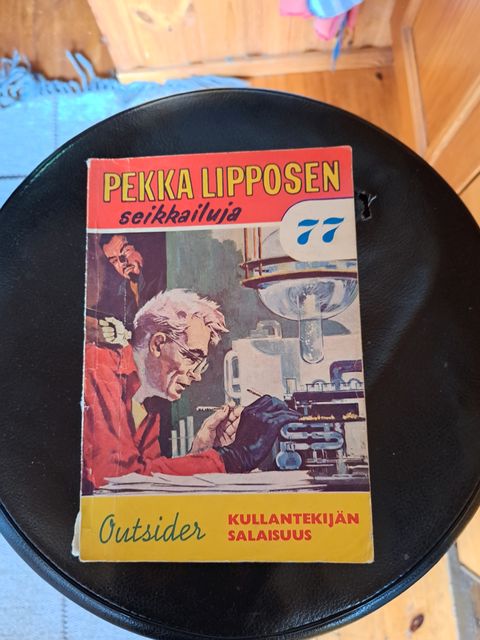 PEKKA LIPPOSEN
seikkailuja
77
Outsider
KULLANTEKIJÄN
SALAISUUS